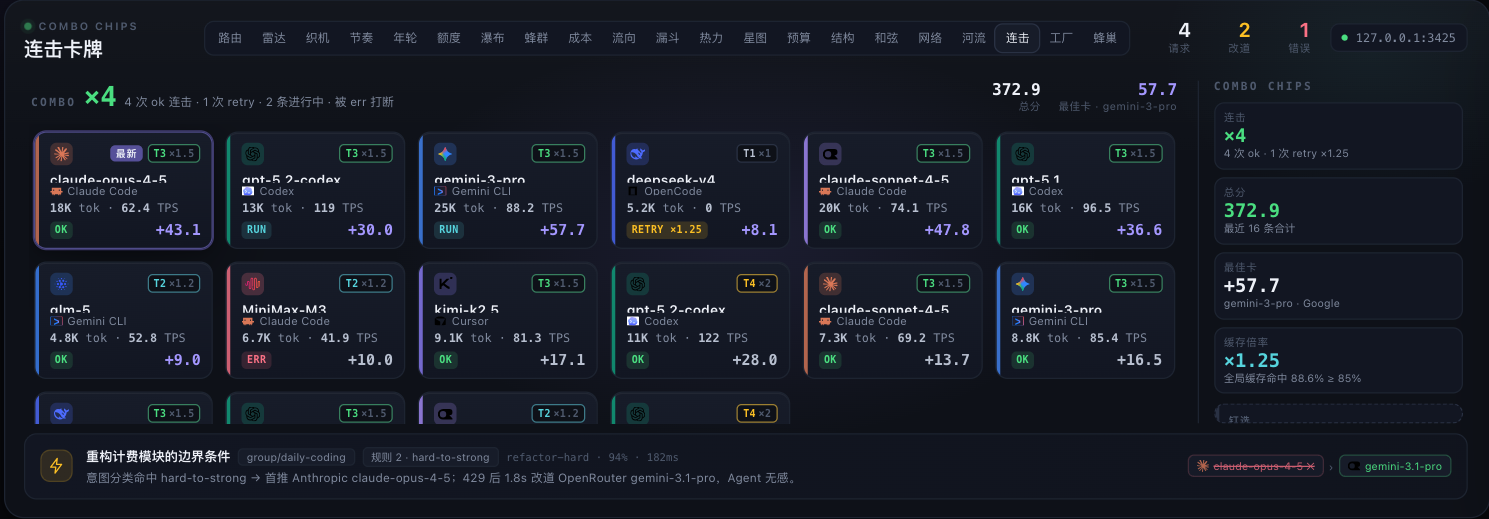 COMBO CHIPS
连击卡牌
路由 雷达 织机 节奏 年轮 额度 瀑布 蜂群 成本 流向 漏斗 热力 星图 预算 结构 和弦 网络 河流 连击 工厂 蜂巢
4 请求
2 改道
1 错误
127.0.0.1:3425
COMBO ×4 4 次 ok 连击 · 1 次 retry · 2 条进行中 · 被 err 打断
372.9 总分
57.7 最佳卡 · gemini-3-pro
最新 T3 ×1.5
claude-opus-4-5
Claude Code
18K tok · 62.4 TPS
OK +43.1
T3 ×1.5
gpt-5.2-codex
Codex
13K tok · 119 TPS
RUN +30.0
T3 ×1.5
gemini-3-pro
Gemini CLI
25K tok · 88.2 TPS
RUN +57.7
T1 ×1
deepseek-v4
OpenCode
5.2K tok · 0 TPS
RETRY ×1.25 +8.1
T3 ×1.5
claude-sonnet-4-5
Claude Code
20K tok · 74.1 TPS
OK +47.8
T3 ×1.5
gpt-5.1
Codex
16K tok · 96.5 TPS
OK +36.6
T2 ×1.2
glm-5
Gemini CLI
4.8K tok · 52.8 TPS
OK +9.0
T2 ×1.2
MiniMax-M3
Claude Code
6.7K tok · 41.9 TPS
ERR +10.0
T3 ×1.5
kimi-k2.5
Cursor
9.1K tok · 81.3 TPS
OK +17.1
T4 ×2
gpt-5.2-codex
Codex
11K tok · 122 TPS
OK +28.0
T3 ×1.5
claude-sonnet-4-5
Claude Code
7.3K tok · 69.2 TPS
OK +13.7
T3 ×1.5
gemini-3-pro
Gemini CLI
8.8K tok · 85.4 TPS
OK +16.5
T3 ×1.5
T3 ×1.5
T2 ×1.2
T4 ×2
COMBO CHIPS
连击
×4
4 次 ok · 1 次 retry ×1.25
总分
372.9
最近 16 条合计
最佳卡
+57.7
gemini-3-pro · Google
缓存倍率
×1.25
全局缓存命中 88.6% ≥ 85%
重构计费模块的边界条件 group/daily-coding 规则 2 · hard-to-strong refactor-hard · 94% · 182ms
意图分类命中 hard-to-strong → 首推 Anthropic claude-opus-4-5；429 后 1.8s 改道 OpenRouter gemini-3.1-pro，Agent 无感。
claude-opus-4-5 ✕ › gemini-3.1-pro